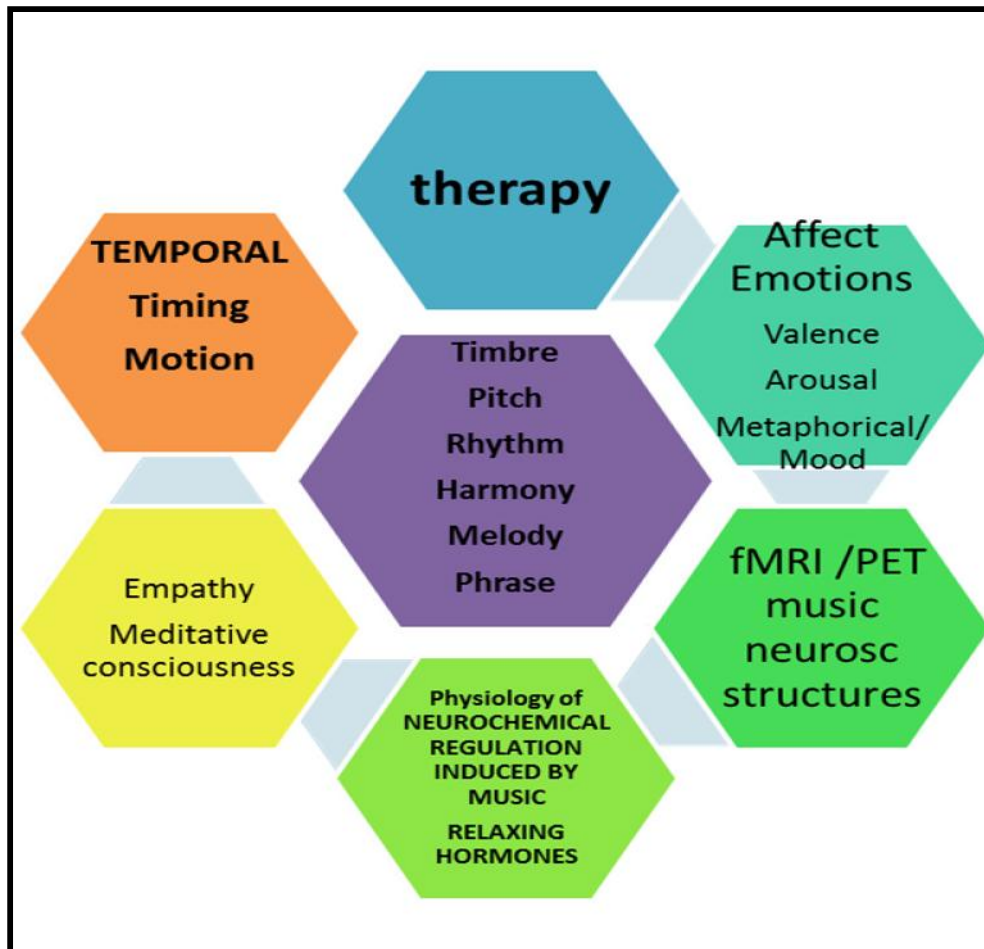 therapy
TEMPORAL
Timing
Motion
Affect
Emotions
Valence
Arousal
Metaphorical/
Mood
Timbre
Pitch
Rhythm
Harmony
Melody
Phrase
Empathy
Meditative
consciousness
fMRI /PET
music
neurosc
structures
Physiology of
NEUROCHEMICAL
REGULATION
INDUCED BY
MUSIC
RELAXING
HORMONES